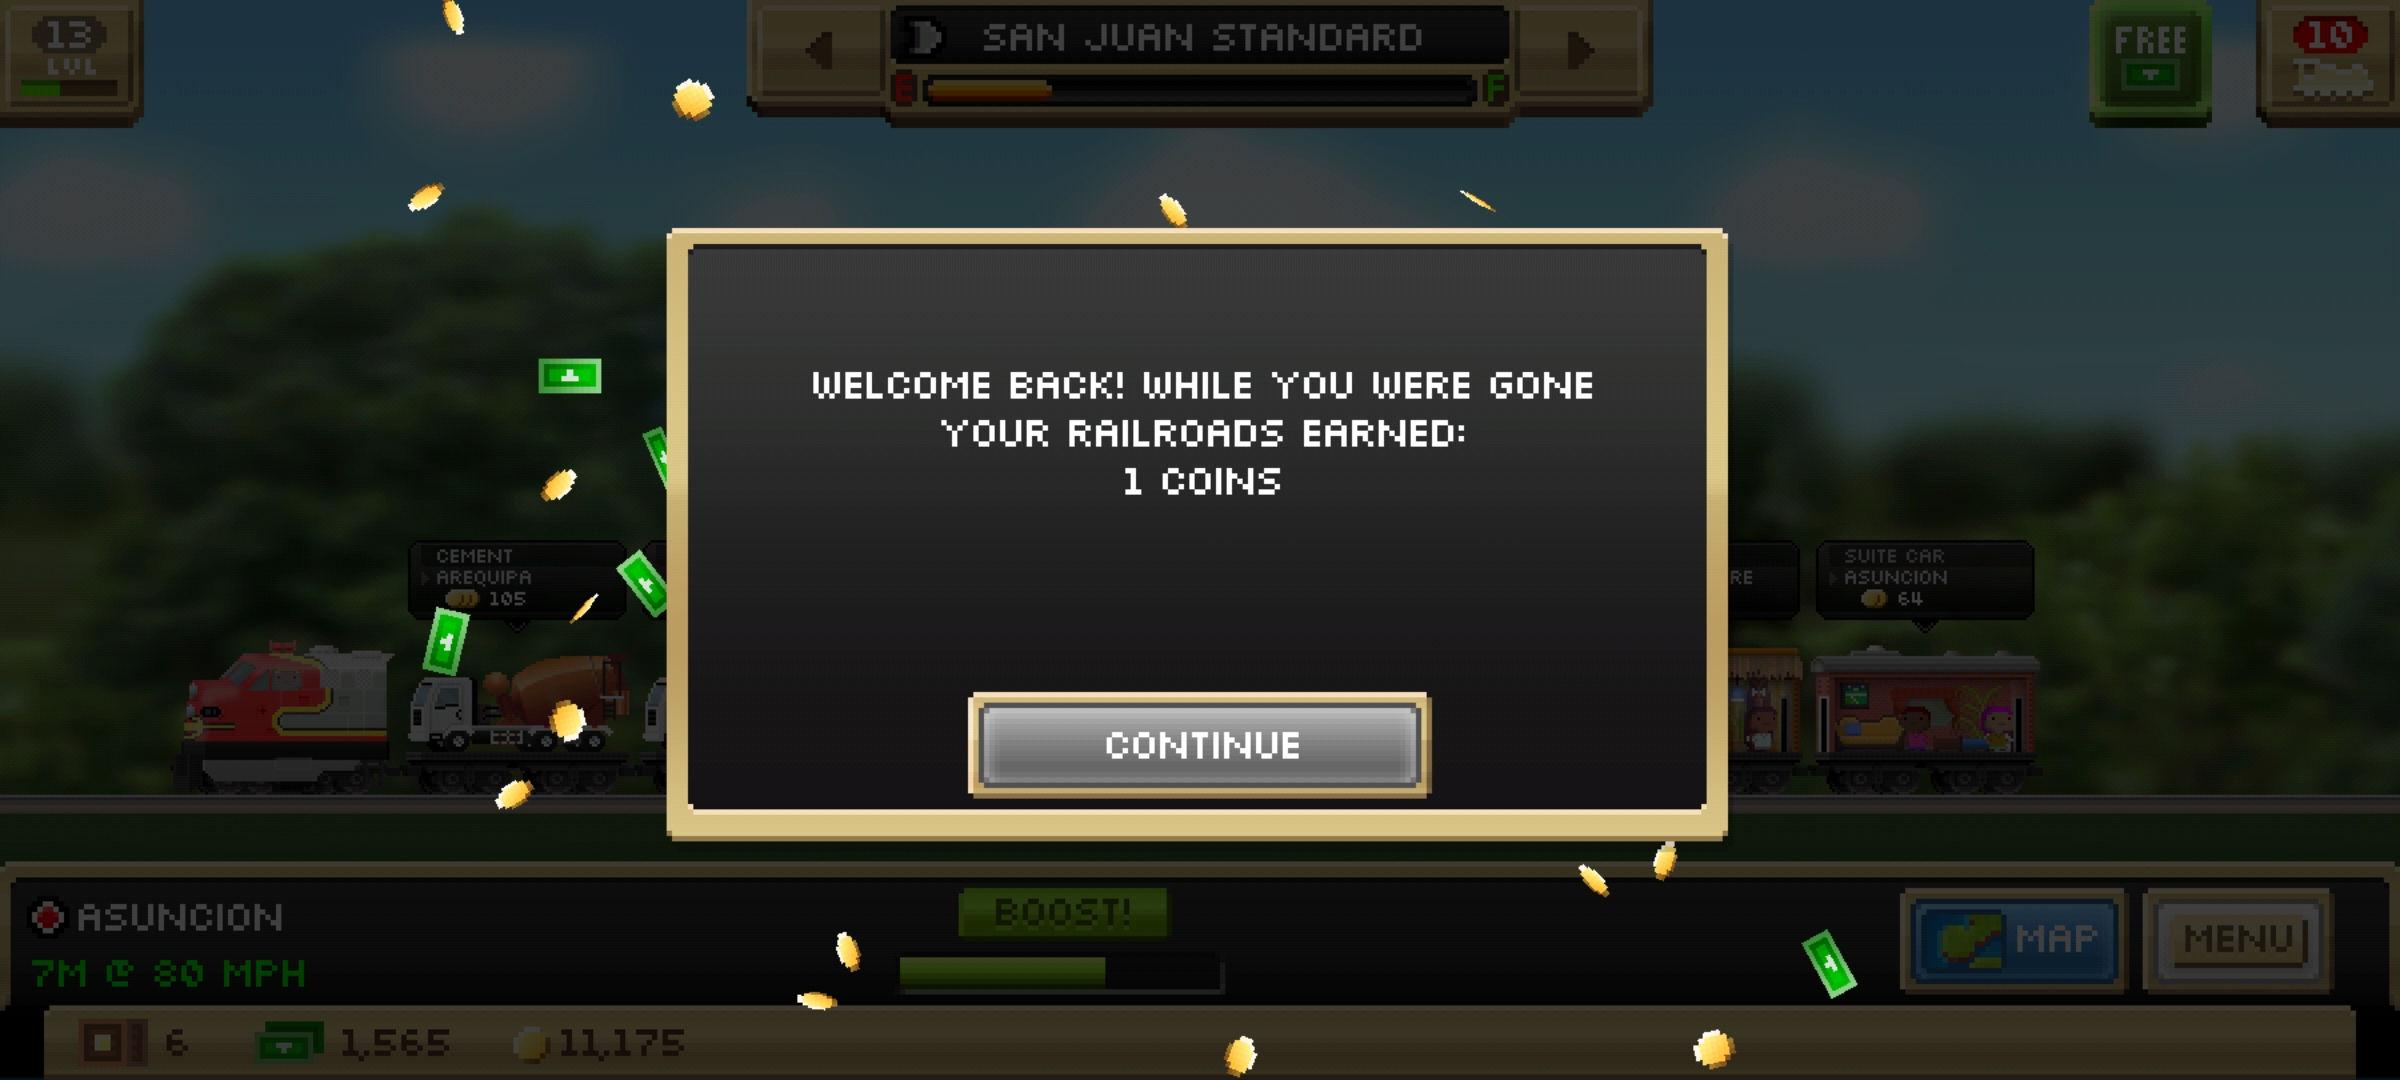 13
LVL
SAN JUAN STANDARD
E F
FREE
10
WELCOME BACK! WHILE YOU WERE GONE
YOUR RAILROADS EARNED:
1 COINS
CEMENT
AREQUIPA
105
RE
SUITE CAR
ASUNCION
64
CONTINUE
ASUNCION
7M @ 80 MPH
BOOST!
MAP
MENU
6
1,565
11,175